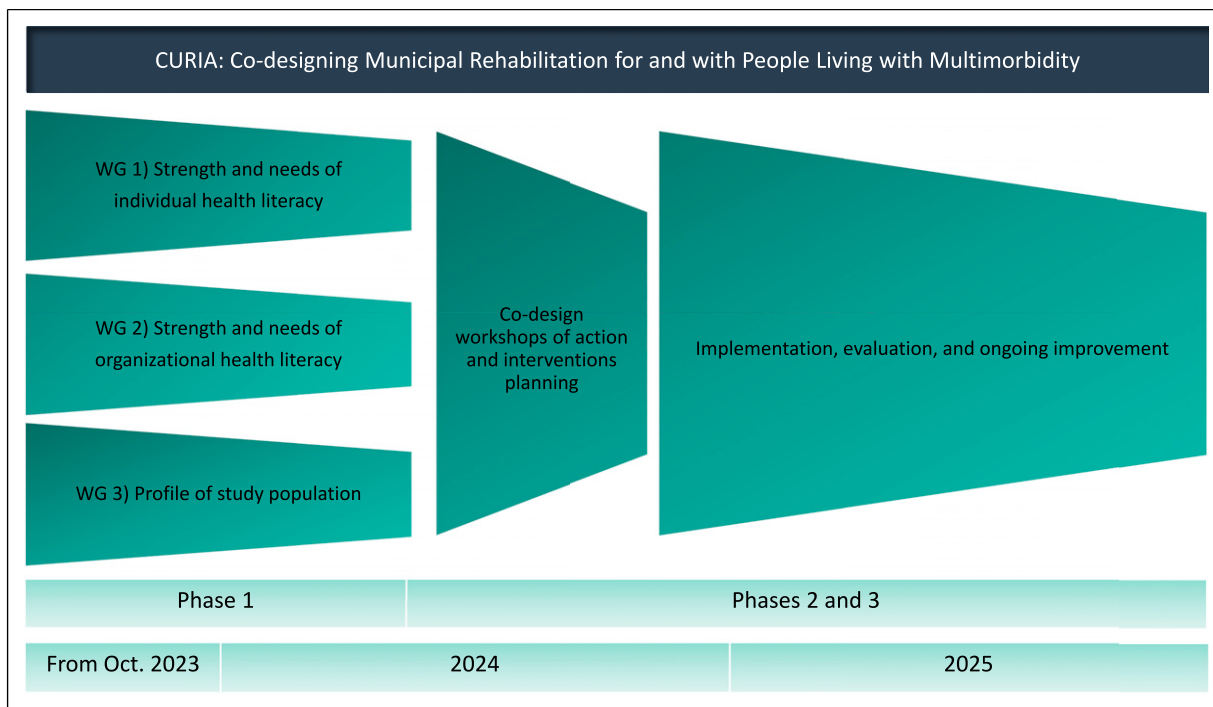 CURIA: Co-designing Municipal Rehabilitation for and with People Living with Multimorbidity
WG 1) Strength and needs of
individual health literacy
WG 2) Strength and needs of
organizational health literacy
WG 3) Profile of study population
Co-design
workshops of action
and interventions
planning
Implementation, evaluation, and ongoing improvement
Phase 1
Phases 2 and 3
From Oct. 2023
2024
2025